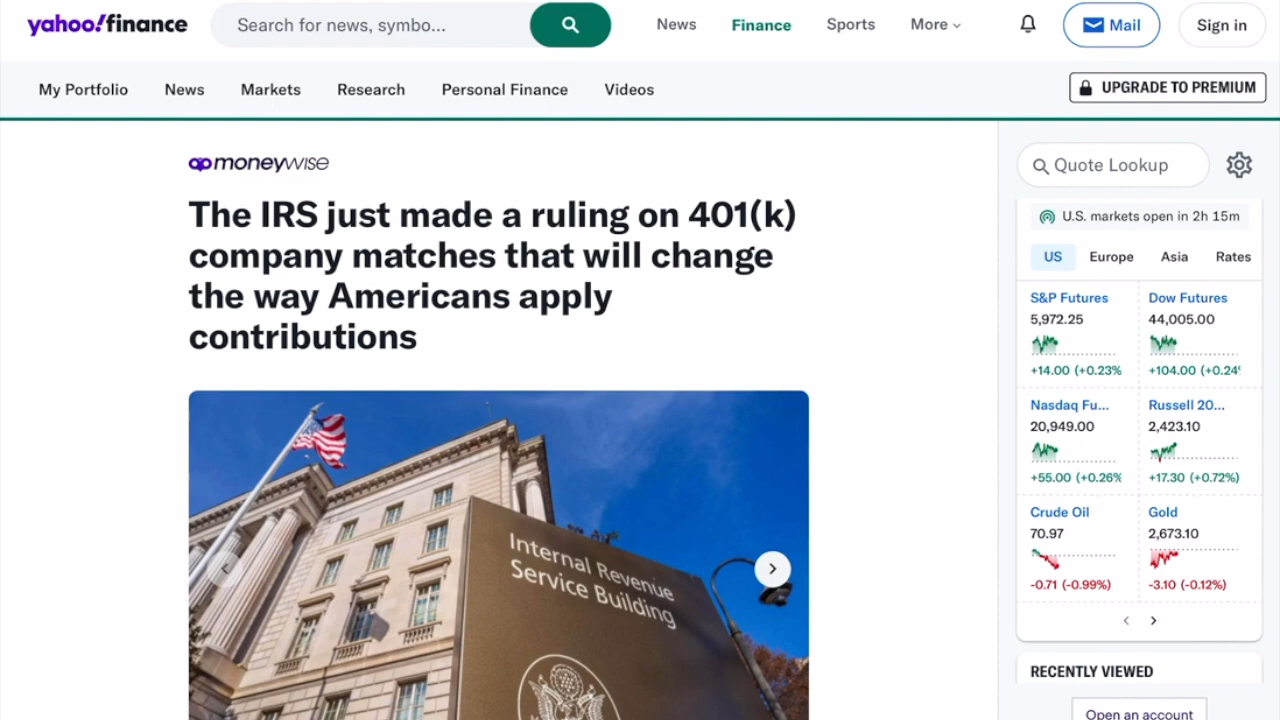 yahoo!finance
Search for news, symbo...
News
Finance
Sports
More
Mail
Sign in
My Portfolio
News
Markets
Research
Personal Finance
Videos
UPGRADE TO PREMIUM
moneywise
The IRS just made a ruling on 401(k)
company matches that will change
the way Americans apply
contributions
Internal Revenue
Service Building
Quote Lookup
U.S. markets open in 2h 15m
US
Europe
Asia
Rates
S&P Futures
5,972.25
+14.00 (+0.23%
Dow Futures
44,005.00
+104.00 (+0.24
Nasdaq Fu...
20,949.00
+55.00 (+0.26%
Russell 20...
2,423.10
+17.30 (+0.72%)
Crude Oil
70.97
-0.71 (-0.99%)
Gold
2,673.10
-3.10 (-0.12%)
RECENTLY VIEWED
Open an account